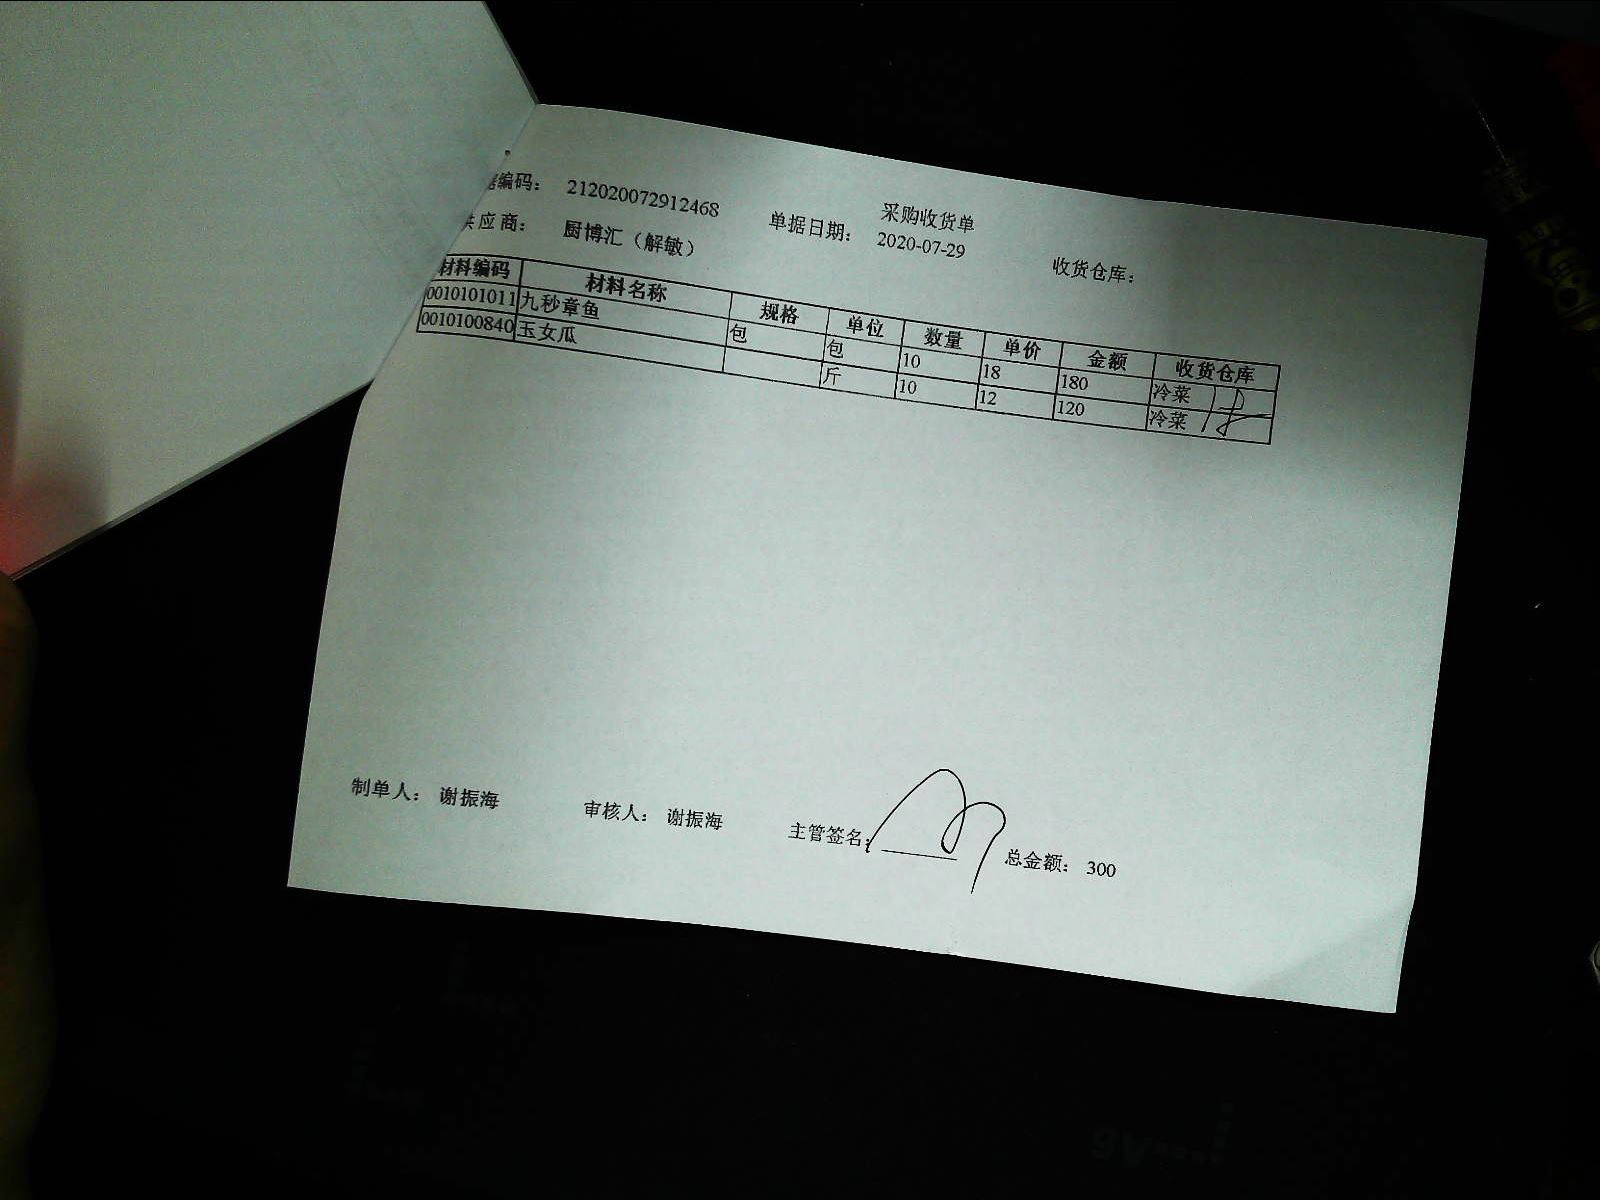 采购收货单
编码： 212020072912468 单据日期： 2020-07-29 收货仓库：
应商： 厨博汇（解敏）
材料编码 材料名称 规格 单位 数量 单价 金额 收货仓库
0010101011 九秒章鱼 包 包 10 18 180 冷菜
0010100840 玉女瓜 斤 10 12 120 冷菜
制单人： 谢振海 审核人： 谢振海 主管签名： 总金额： 300